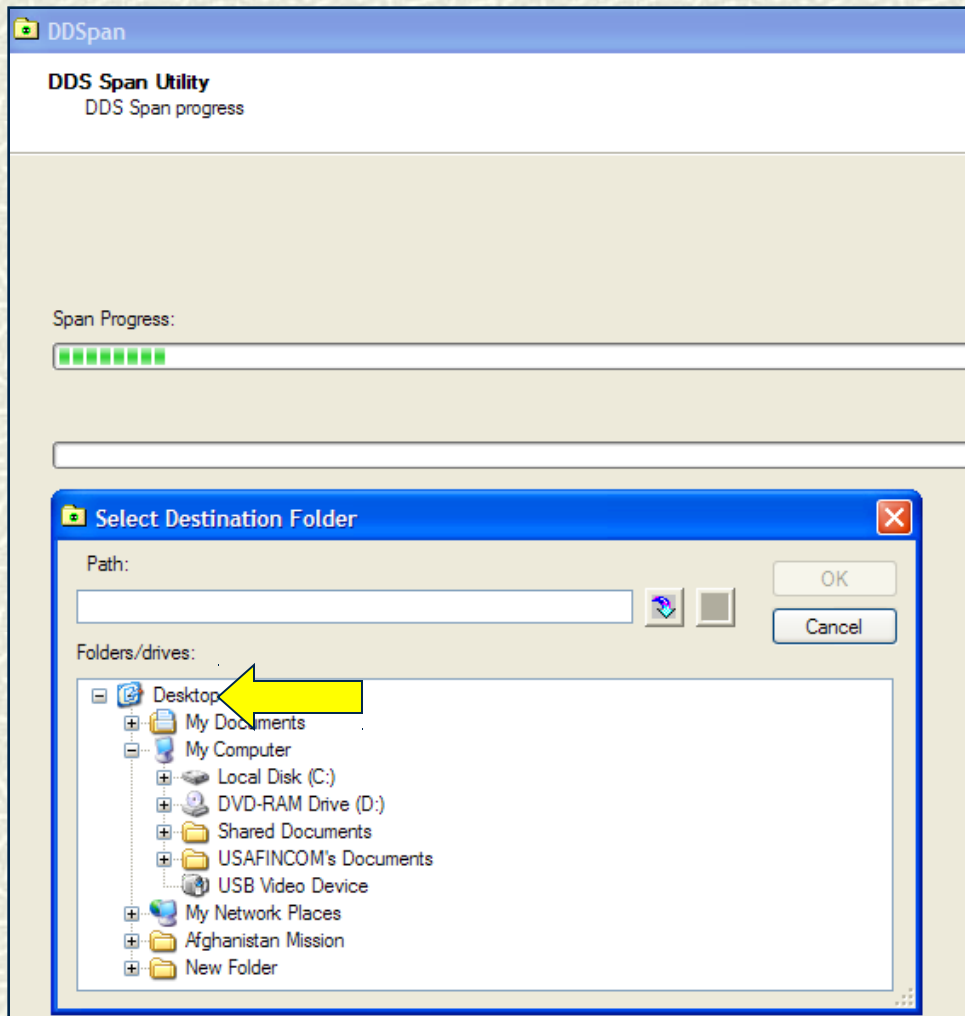 DDSpan
DDS Span Utility
DDS Span progress
Span Progress:
Select Destination Folder
Path:
OK
Cancel
Folders/drives:
Desktop
My Documents
My Computer
Local Disk (C:)
DVD-RAM Drive (D:)
Shared Documents
USAFINCOM's Documents
USB Video Device
My Network Places
Afghanistan Mission
New Folder